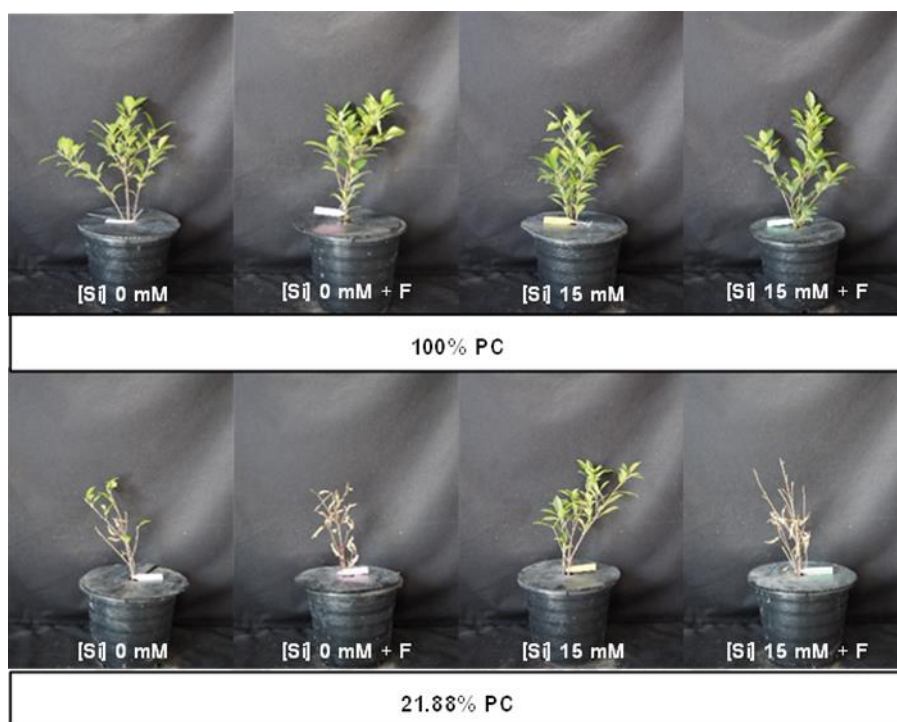 [Si] 0 mM
[Si] 0 mM + F
[Si] 15 mM
[Si] 15 mM + F
100% PC
[Si] 0 mM
[Si] 0 mM + F
[Si] 15 mM
[Si] 15 mM + F
21.88% PC